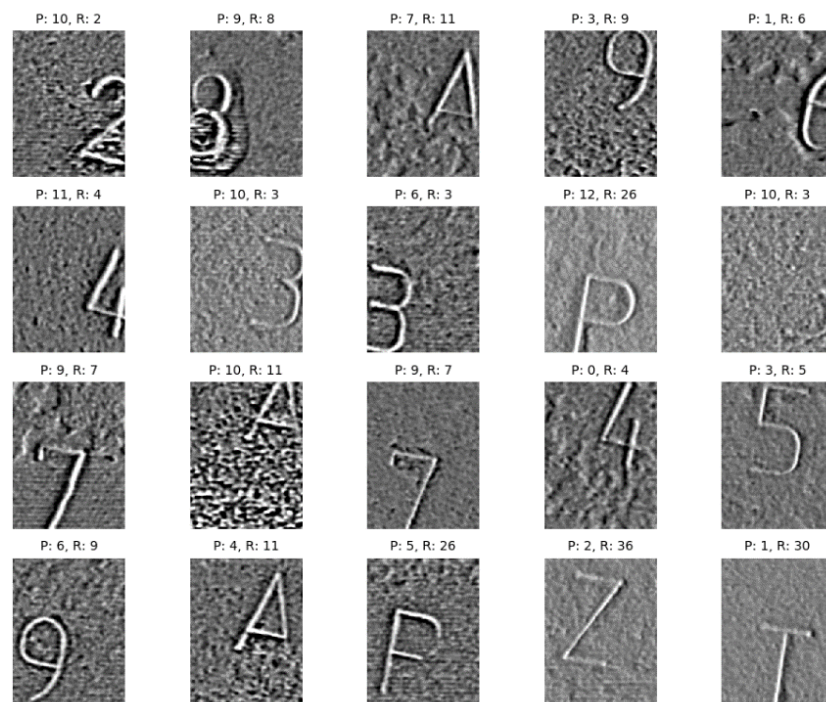 P: 10, R: 2 P: 9, R: 8 P: 7, R: 11 P: 3, R: 9 P: 1, R: 6
2 8 A 9
P: 11, R: 4 P: 10, R: 3 P: 6, R: 3 P: 12, R: 26 P: 10, R: 3
4 3 3 P
P: 9, R: 7 P: 10, R: 11 P: 9, R: 7 P: 0, R: 4 P: 3, R: 5
7 A 7 4 5
P: 6, R: 9 P: 4, R: 11 P: 5, R: 26 P: 2, R: 36 P: 1, R: 30
9 A P Z T